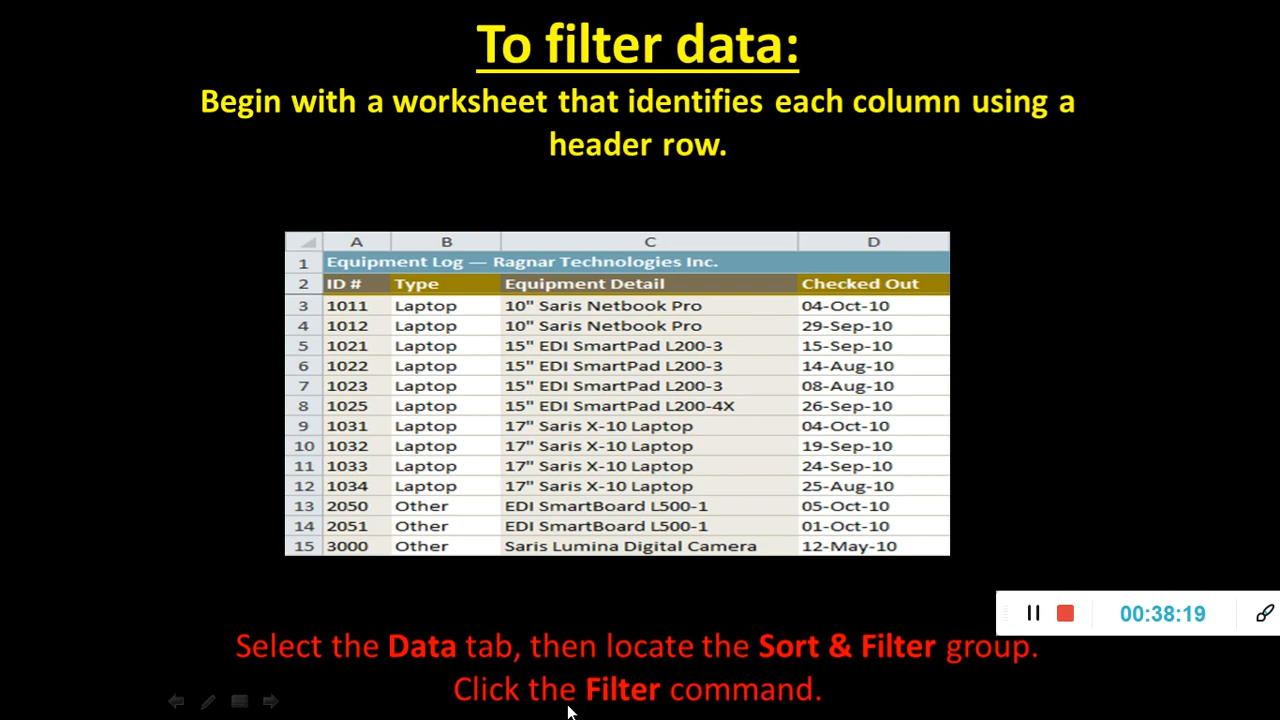 To filter data:
Begin with a worksheet that identifies each column using a
header row.
A B C D
1 Equipment Log — Ragnar Technologies Inc.
2 ID # Type Equipment Detail Checked Out
3 1011 Laptop 10" Saris Netbook Pro 04-Oct-10
4 1012 Laptop 10" Saris Netbook Pro 29-Sep-10
5 1021 Laptop 15" EDI SmartPad L200-3 15-Sep-10
6 1022 Laptop 15" EDI SmartPad L200-3 14-Aug-10
7 1023 Laptop 15" EDI SmartPad L200-3 08-Aug-10
8 1025 Laptop 15" EDI SmartPad L200-4X 26-Sep-10
9 1031 Laptop 17" Saris X-10 Laptop 04-Oct-10
10 1032 Laptop 17" Saris X-10 Laptop 19-Sep-10
11 1033 Laptop 17" Saris X-10 Laptop 24-Sep-10
12 1034 Laptop 17" Saris X-10 Laptop 25-Aug-10
13 2050 Other EDI SmartBoard L500-1 05-Oct-10
14 2051 Other EDI SmartBoard L500-1 01-Oct-10
15 3000 Other Saris Lumina Digital Camera 12-May-10
00:38:19
Select the Data tab, then locate the Sort & Filter group.
Click the Filter command.